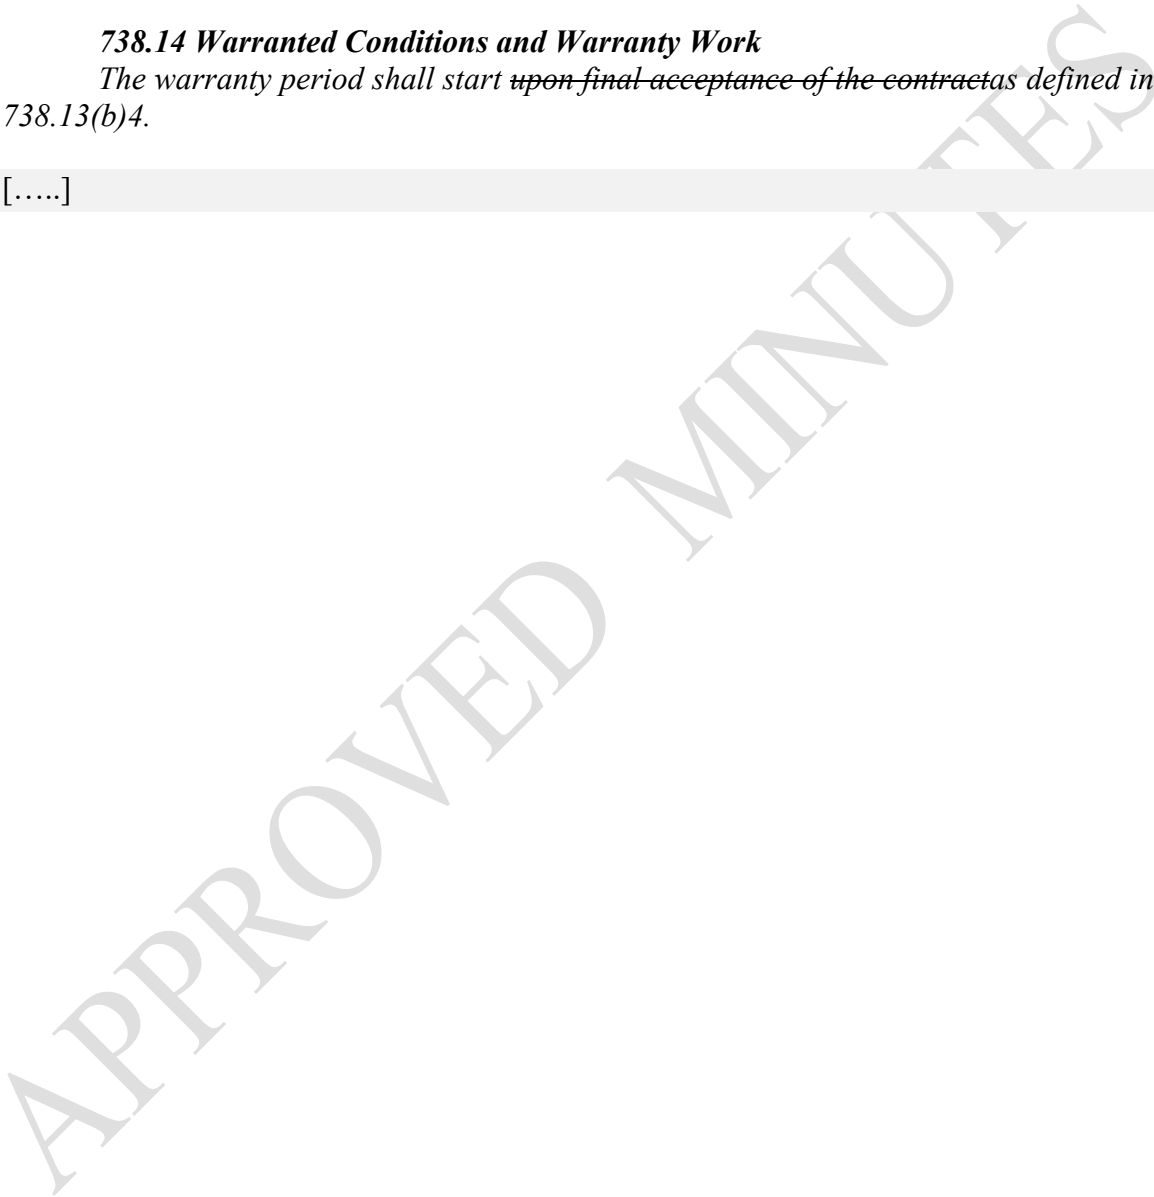 738.14 Warranted Conditions and Warranty Work
The warranty period shall start upon final acceptance of the contractas defined in
738.13(b)4.
[…..]
APPROVED MINUTES